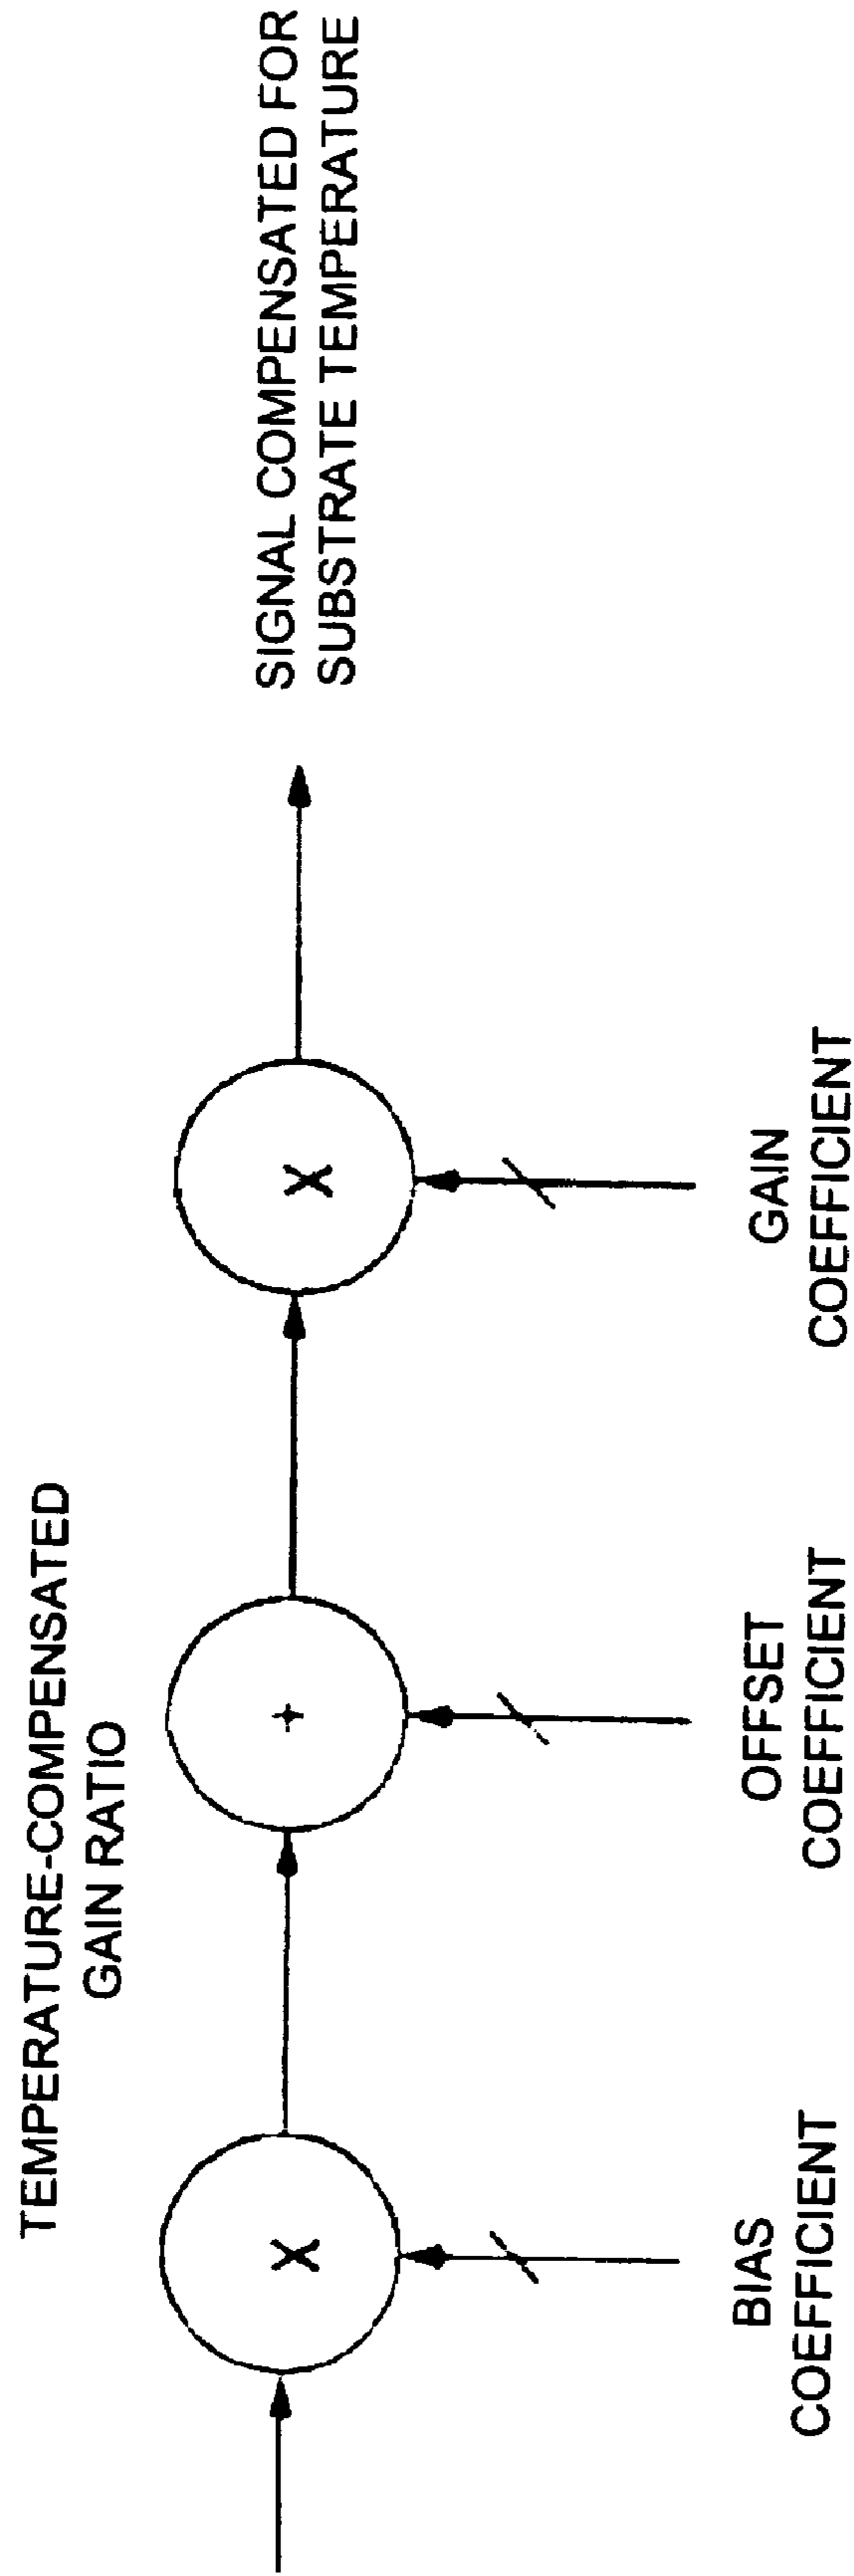 TEMPERATURE-COMPENSATED
GAIN RATIO
SIGNAL COMPENSATED FOR
SUBSTRATE TEMPERATURE
X
+
X
BIAS
COEFFICIENT
OFFSET
COEFFICIENT
GAIN
COEFFICIENT